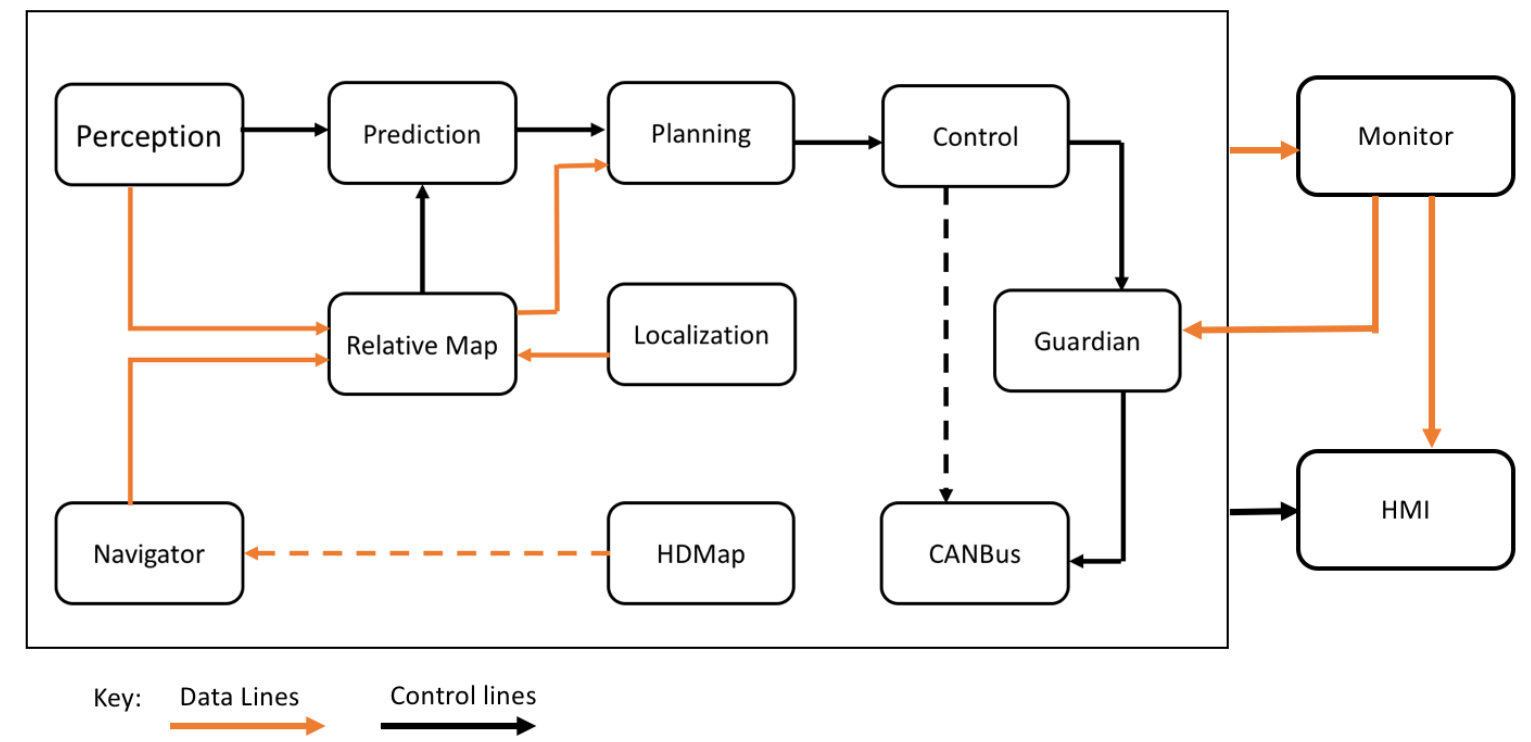 Perception
Prediction
Planning
Control
Monitor
Relative Map
Localization
Guardian
Navigator
HDMap
CANBus
HMI
Key:
Data Lines
Control lines